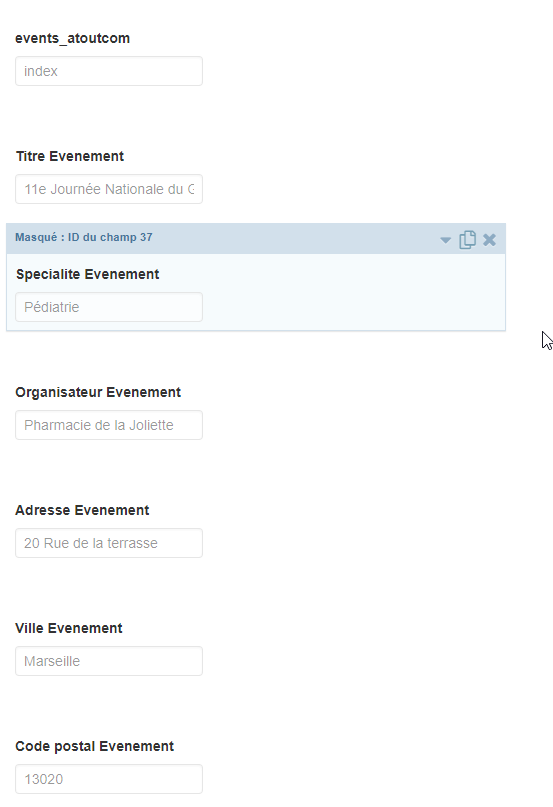 events_atoutcom
index
Titre Evenement
11e Journée Nationale du G
Masqué : ID du champ 37
Specialite Evenement
Pédiatrie
Organisateur Evenement
Pharmacie de la Joliette
Adresse Evenement
20 Rue de la terrasse
Ville Evenement
Marseille
Code postal Evenement
13020